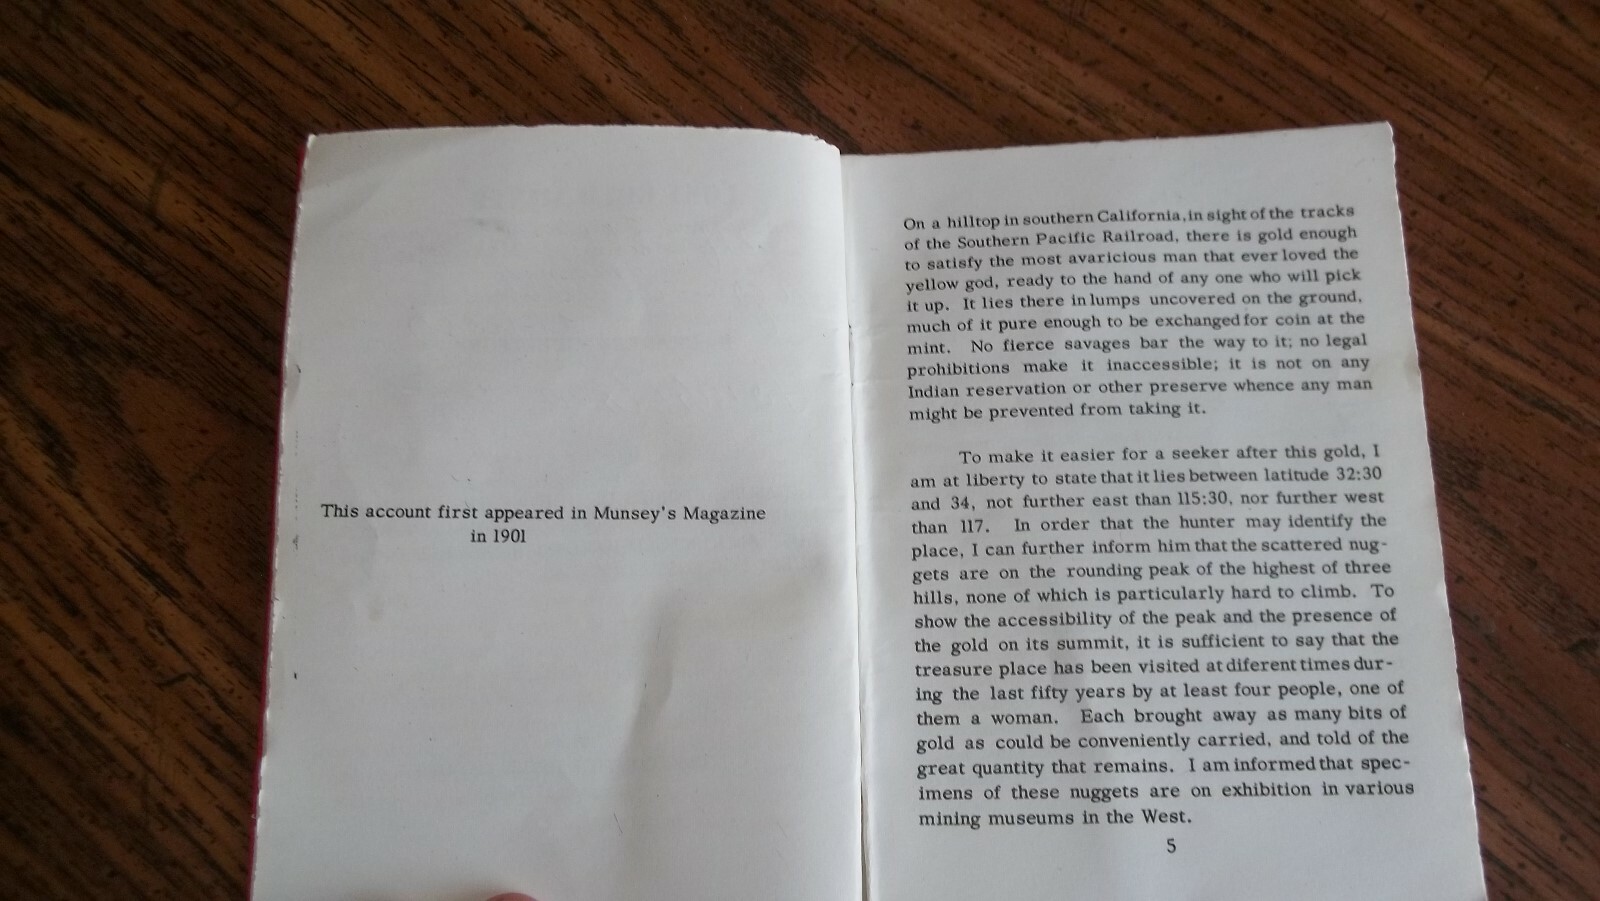 This account first appeared in Munsey's Magazine
in 1901
On a hilltop in southern California, in sight of the tracks
of the Southern Pacific Railroad, there is gold enough
to satisfy the most avaricious man that ever loved the
yellow god, ready to the hand of any one who will pick
it up. It lies there in lumps uncovered on the ground,
much of it pure enough to be exchanged for coin at the
mint. No fierce savages bar the way to it; no legal
prohibitions make it inaccessible; it is not on any
Indian reservation or other preserve whence any man
might be prevented from taking it.
To make it easier for a seeker after this gold, I
am at liberty to state that it lies between latitude 32:30
and 34, not further east than 115:30, nor further west
than 117. In order that the hunter may identify the
place, I can further inform him that the scattered nug-
gets are on the rounding peak of the highest of three
hills, none of which is particularly hard to climb. To
show the accessibility of the peak and the presence of
the gold on its summit, it is sufficient to say that the
treasure place has been visited at diferent times dur-
ing the last fifty years by at least four people, one of
them a woman. Each brought away as many bits of
gold as could be conveniently carried, and told of the
great quantity that remains. I am informed that spec-
imens of these nuggets are on exhibition in various
mining museums in the West.
5